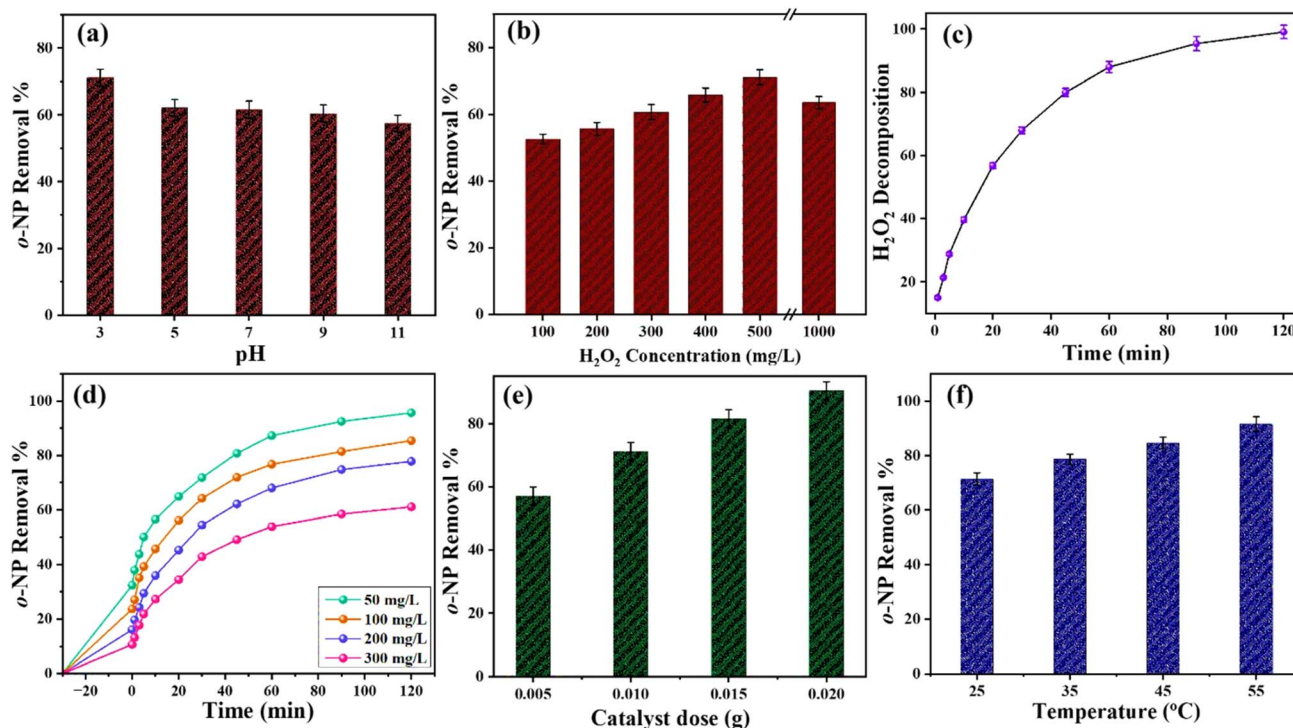 (a)
o-NP Removal %
80
60
40
20
0
3 5 7 9 11
pH
(b)
o-NP Removal %
80
60
40
20
0
100 200 300 400 500 1000
H₂O₂ Concentration (mg/L)
(c)
H₂O₂ Decomposition
100
80
60
40
20
0 20 40 60 80 100 120
Time (min)
(d)
o-NP Removal %
100
80
60
40
20
0
−20 0 20 40 60 80 100 120
Time (min)
50 mg/L
100 mg/L
200 mg/L
300 mg/L
(e)
o-NP Removal %
80
60
40
20
0
0.005 0.010 0.015 0.020
Catalyst dose (g)
(f)
o-NP Removal %
100
80
60
40
20
0
25 35 45 55
Temperature (ºC)